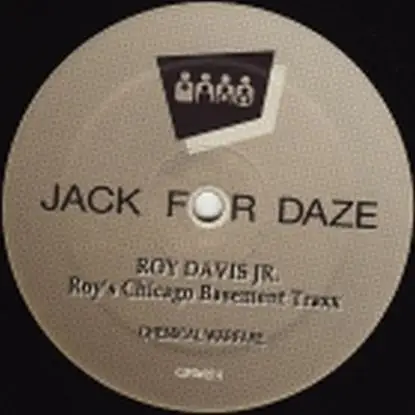 JACK FOR DAZE
ROY DAVIS JR.
Roy's Chicago Basement Traxx
CHEMICAL WARFARE